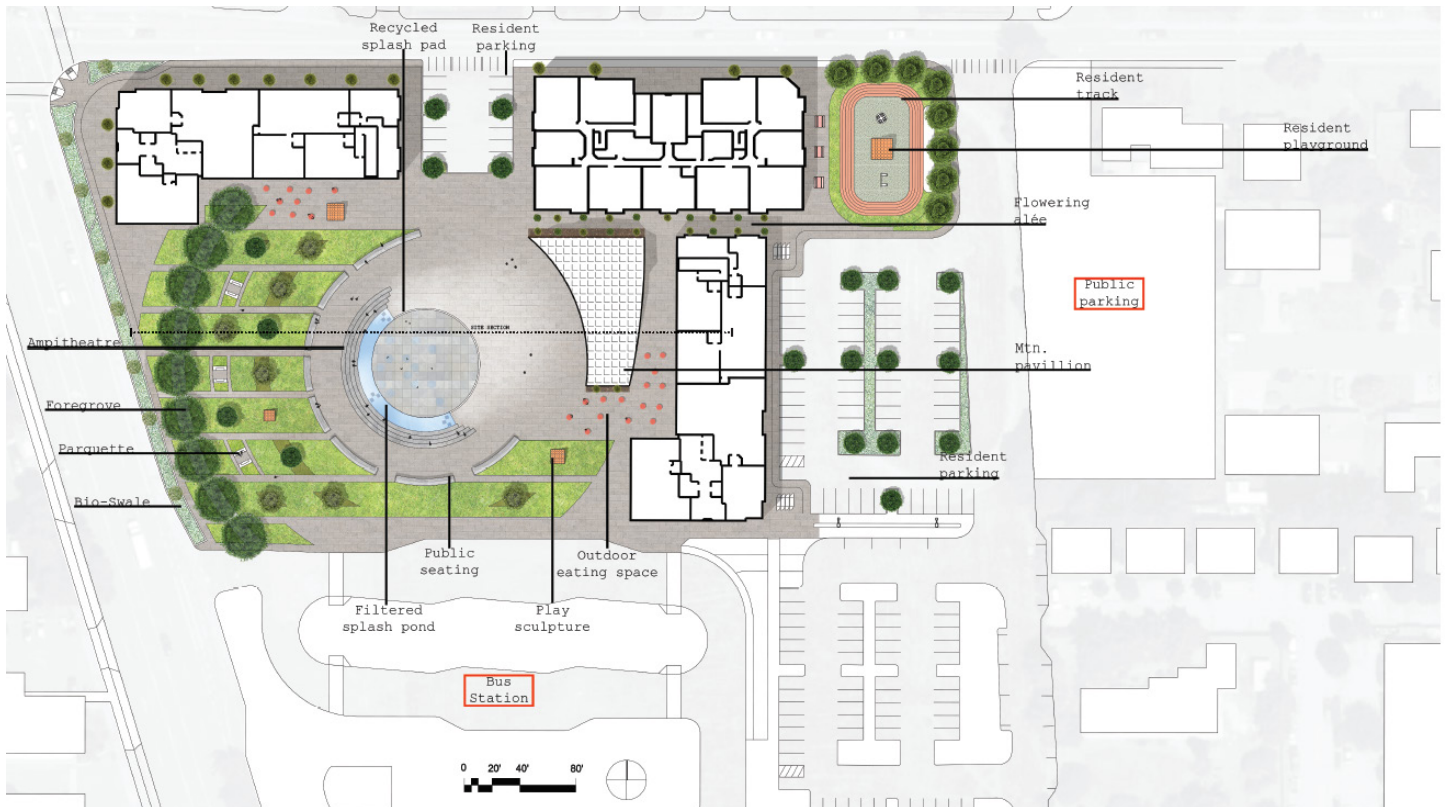 Recycled
splash pad
Resident
parking
Resident
track
Resident
playground
Flowering
alée
Public
parking
SITE SECTION
Ampitheatre
Mtn.
pavillion
Foregrove
Parquette
Resident
parking
Bio-Swale
Public
seating
Outdoor
eating space
Filtered
splash pond
Play
sculpture
Bus
Station
0 20' 40' 80'